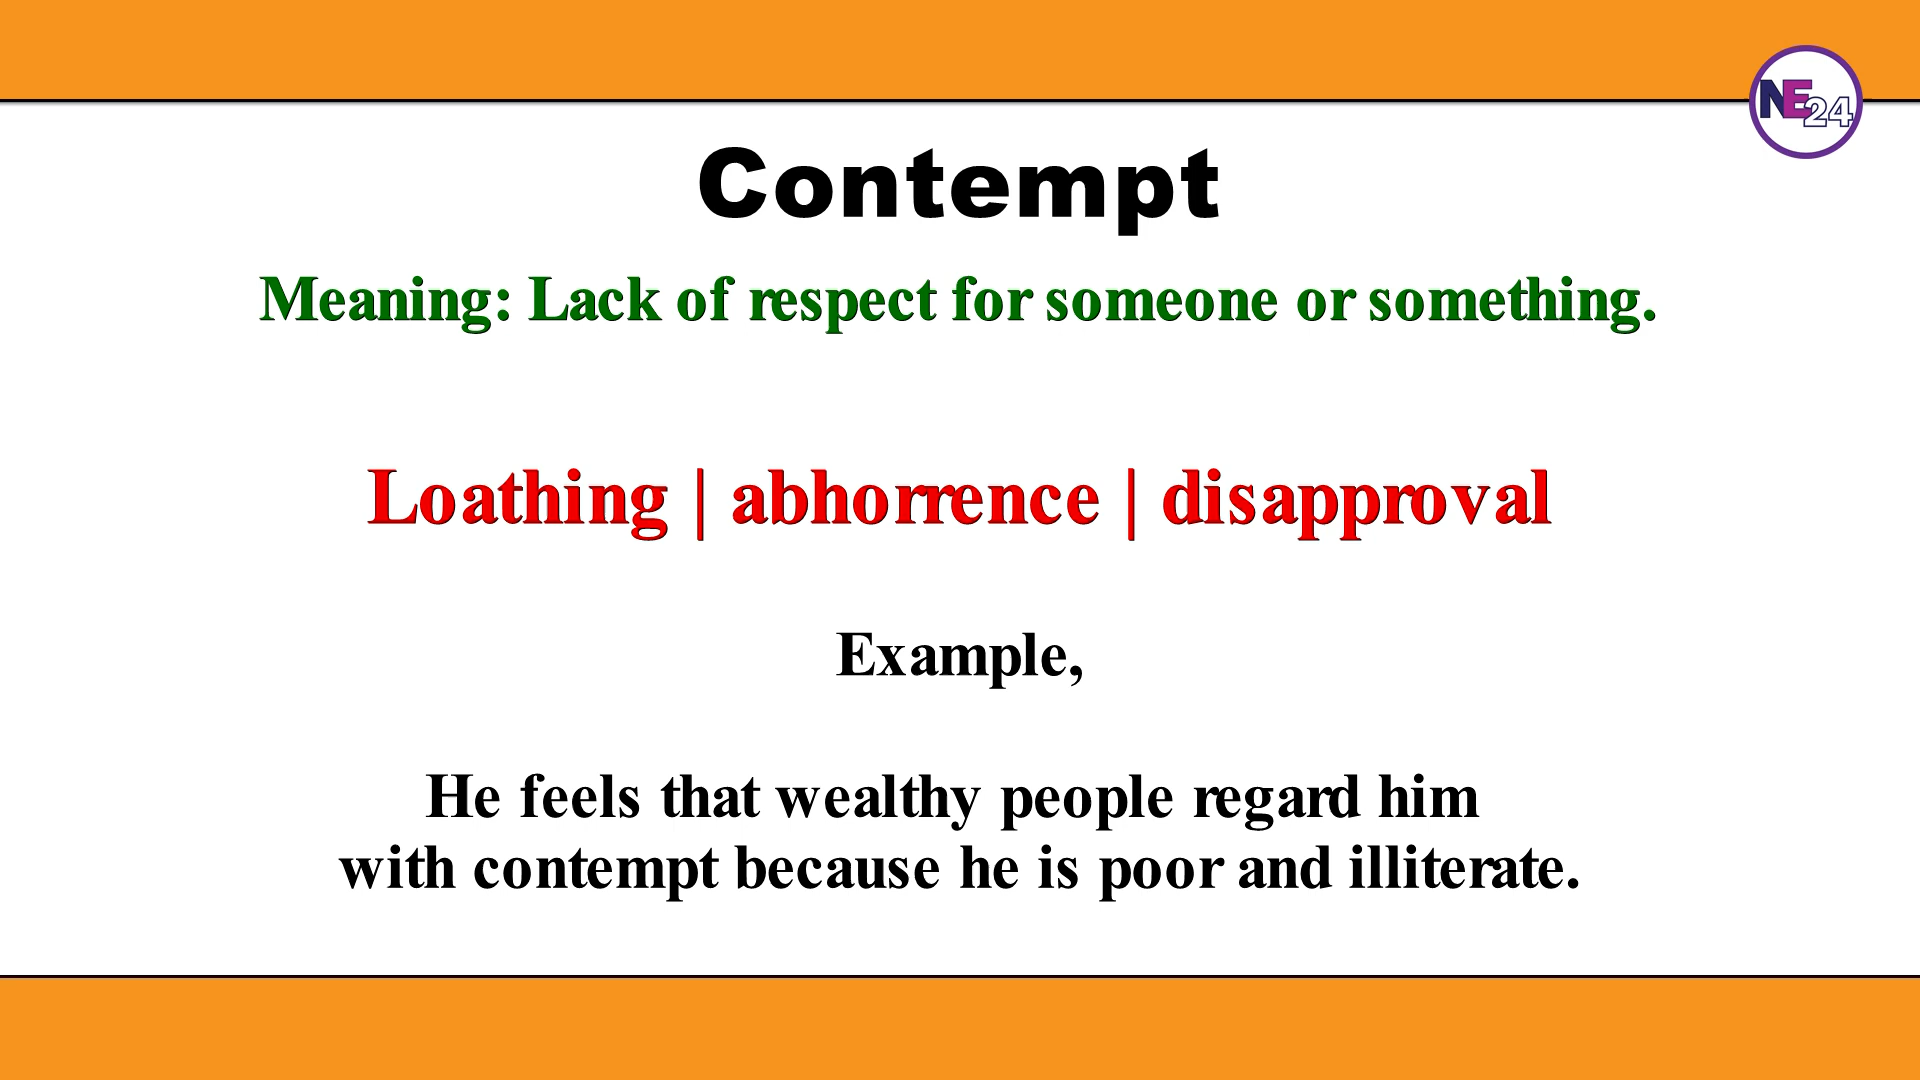 NE24
Contempt
Meaning: Lack of respect for someone or something.
Loathing | abhorrence | disapproval
Example,
He feels that wealthy people regard him
with contempt because he is poor and illiterate.